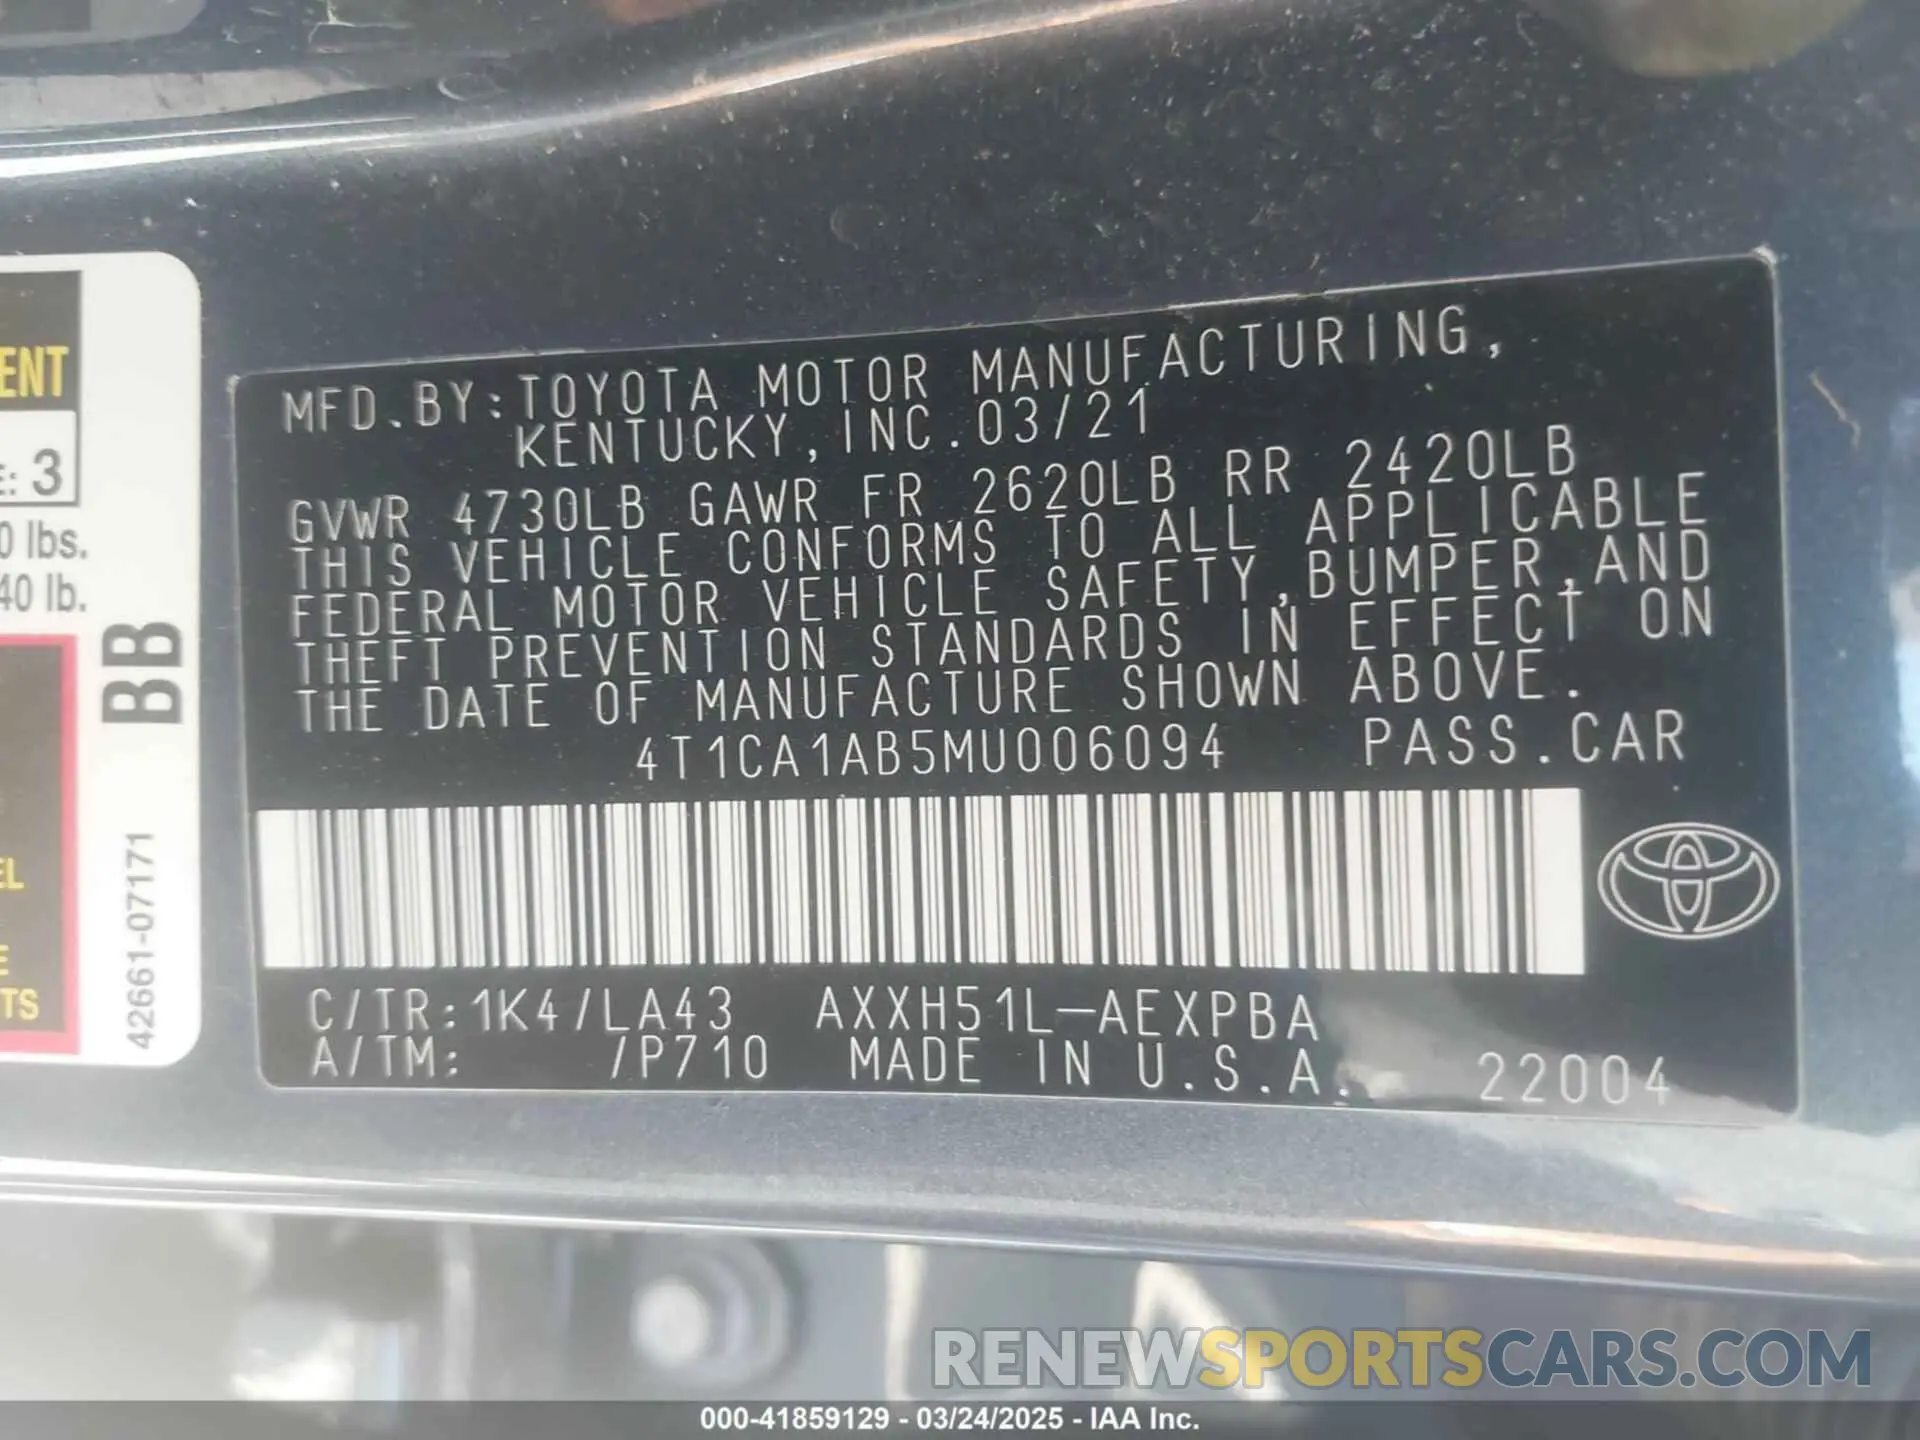 MFD.BY:TOYOTA MOTOR MANUFACTURING,
KENTUCKY,INC.03/21
GVWR 4730LB GAWR FR 2620LB RR 2420LB
THIS VEHICLE CONFORMS TO ALL APPLICABLE
FEDERAL MOTOR VEHICLE SAFETY,BUMPER,AND
THEFT PREVENTION STANDARDS IN EFFECT ON
THE DATE OF MANUFACTURE SHOWN ABOVE.
4T1CA1AB5MU006094 PASS.CAR
C/TR:1K4/LA43 AXXH51L-AEXPBA
A/TM: /P710 MADE IN U.S.A. 22004
ENT
E: 3
0 lbs.
40 lb.
BB
EL
E
TS
42661-07171
RENEWSPORTSCARS.COM
000-41859129 - 03/24/2025 - IAA Inc.